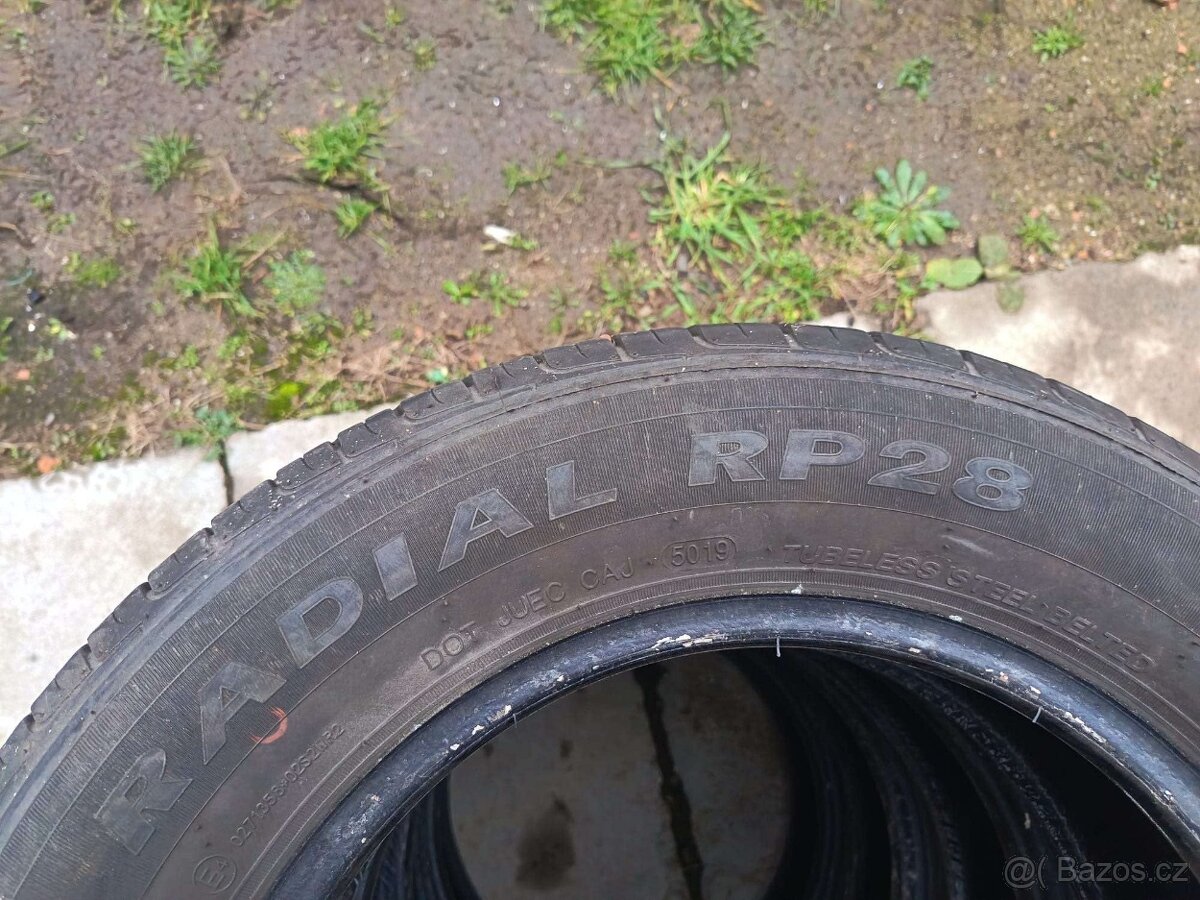 RADIAL RP28
DOT JUEC CAJ 5019 TUBELESS STEEL BELTED
@( Bazos.cz